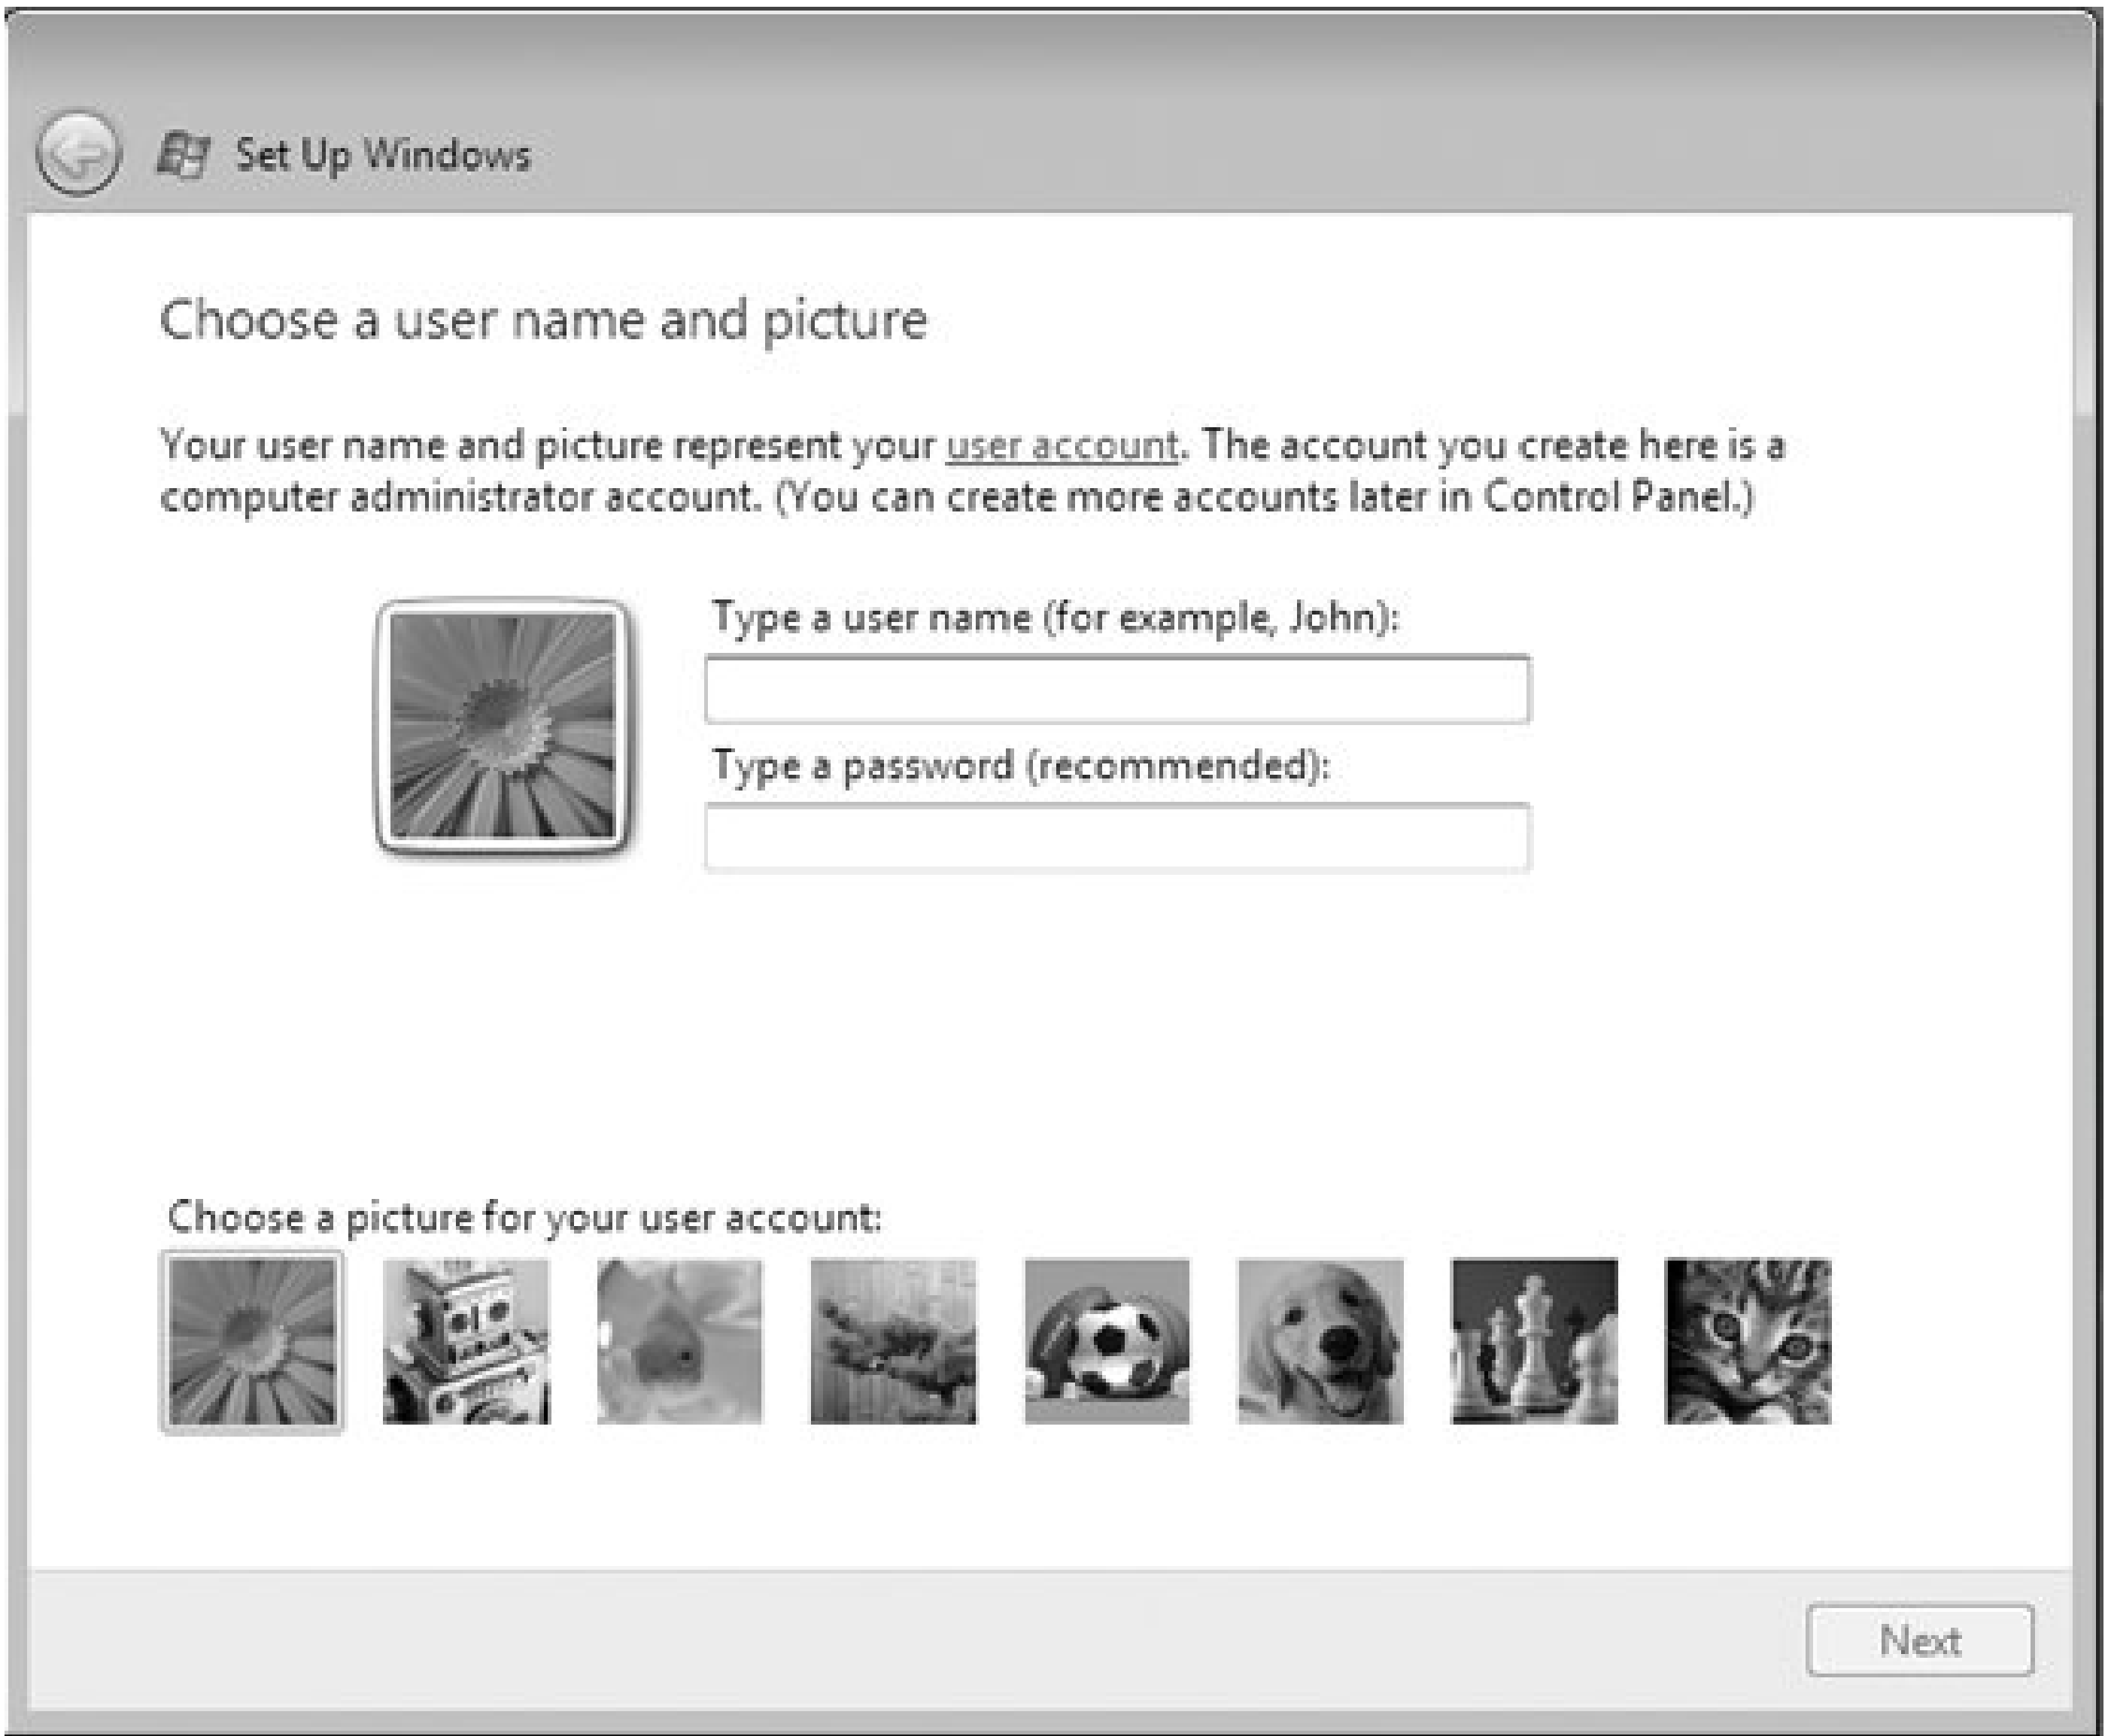 Set Up Windows
Choose a user name and picture
Your user name and picture represent your user account. The account you create here is a
computer administrator account. (You can create more accounts later in Control Panel.)
Type a user name (for example, John):
Type a password (recommended):
Choose a picture for your user account:
Next